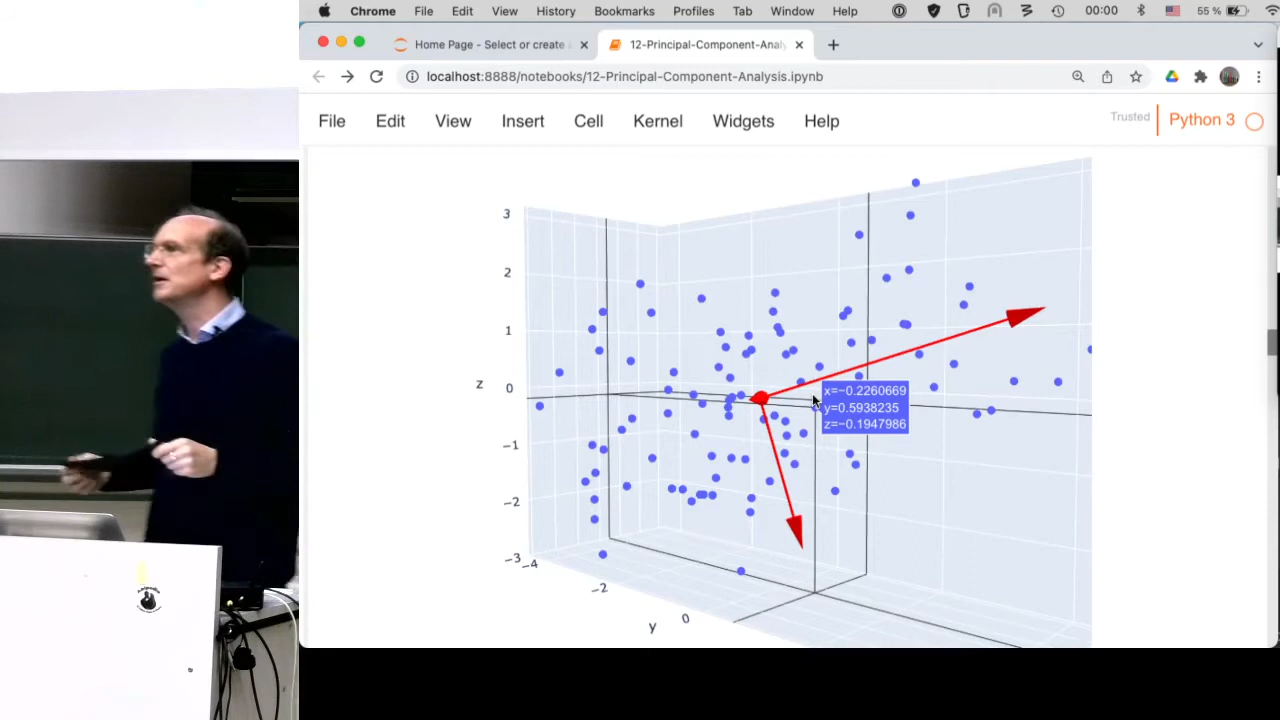 Chrome File Edit View History Bookmarks Profiles Tab Window Help 00:00 55 %
Home Page - Select or create a 12-Principal-Component-Analy
localhost:8888/notebooks/12-Principal-Component-Analysis.ipynb
File Edit View Insert Cell Kernel Widgets Help Trusted Python 3
3
2
1
z
0
−1
−2
−3
x=−0.2260669
y=0.5938235
z=−0.1947986
−4
−2
0
y